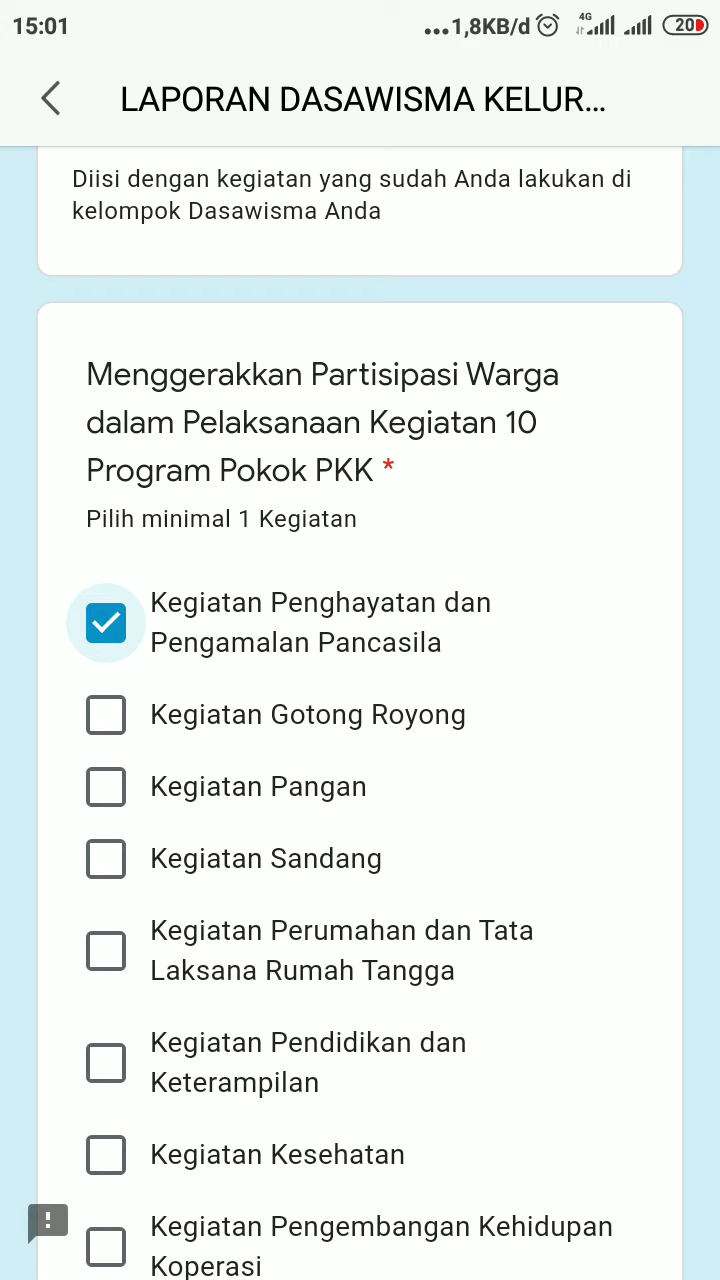 15:01
...1,8KB/d
4G
20
LAPORAN DASAWISMA KELUR...
Diisi dengan kegiatan yang sudah Anda lakukan di
kelompok Dasawisma Anda
Menggerakkan Partisipasi Warga
dalam Pelaksanaan Kegiatan 10
Program Pokok PKK *
Pilih minimal 1 Kegiatan
Kegiatan Penghayatan dan
Pengamalan Pancasila
Kegiatan Gotong Royong
Kegiatan Pangan
Kegiatan Sandang
Kegiatan Perumahan dan Tata
Laksana Rumah Tangga
Kegiatan Pendidikan dan
Keterampilan
Kegiatan Kesehatan
Kegiatan Pengembangan Kehidupan
Koperasi